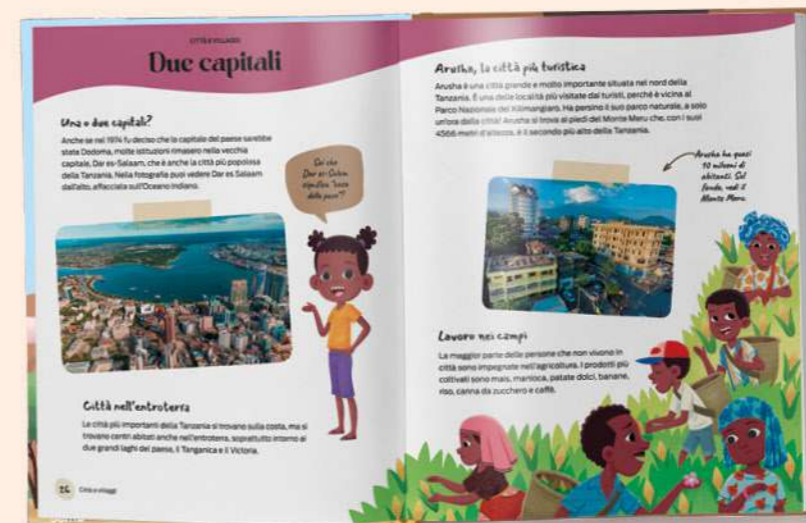 CITTÀ E VILLAGGI
Due capitali
Una o due capitali?
Anche se nel 1974 fu deciso che la capitale del paese sarebbe
stata Dodoma, molte istituzioni rimasero nella vecchia
capitale, Dar es-Salaam, che è anche la città più popolosa
della Tanzania. Nella fotografia puoi vedere Dar es Salaam
dall'alto, affacciata sull'Oceano Indiano.
Sai che
Dar es-Salam
significa "casa
della pace"?
Città nell'entroterra
Le città più importanti della Tanzania si trovano sulla costa, ma si
trovano centri abitati anche nell'entroterra, soprattutto intorno ai
due grandi laghi del paese, il Tanganica e il Victoria.
26 Città e villaggi
Arusha, la città più turistica
Arusha è una città grande e molto importante situata nel nord della
Tanzania. È una delle località più visitate dai turisti, perché è vicina al
Parco Nazionale del Kilimangiaro. Ha persino il suo parco naturale, a solo
un'ora dalla città! Arusha si trova ai piedi del Monte Meru che, con i suoi
4566 metri d'altezza, è il secondo più alto della Tanzania.
Arusha ha quasi
10 milioni di
abitanti. Sul
fondo, vedi il
Monte Meru.
Lavoro nei campi
La maggior parte delle persone che non vivono in
città sono impegnate nell'agricoltura. I prodotti più
coltivati sono mais, manioca, patate dolci, banane,
riso, canna da zucchero e caffè.